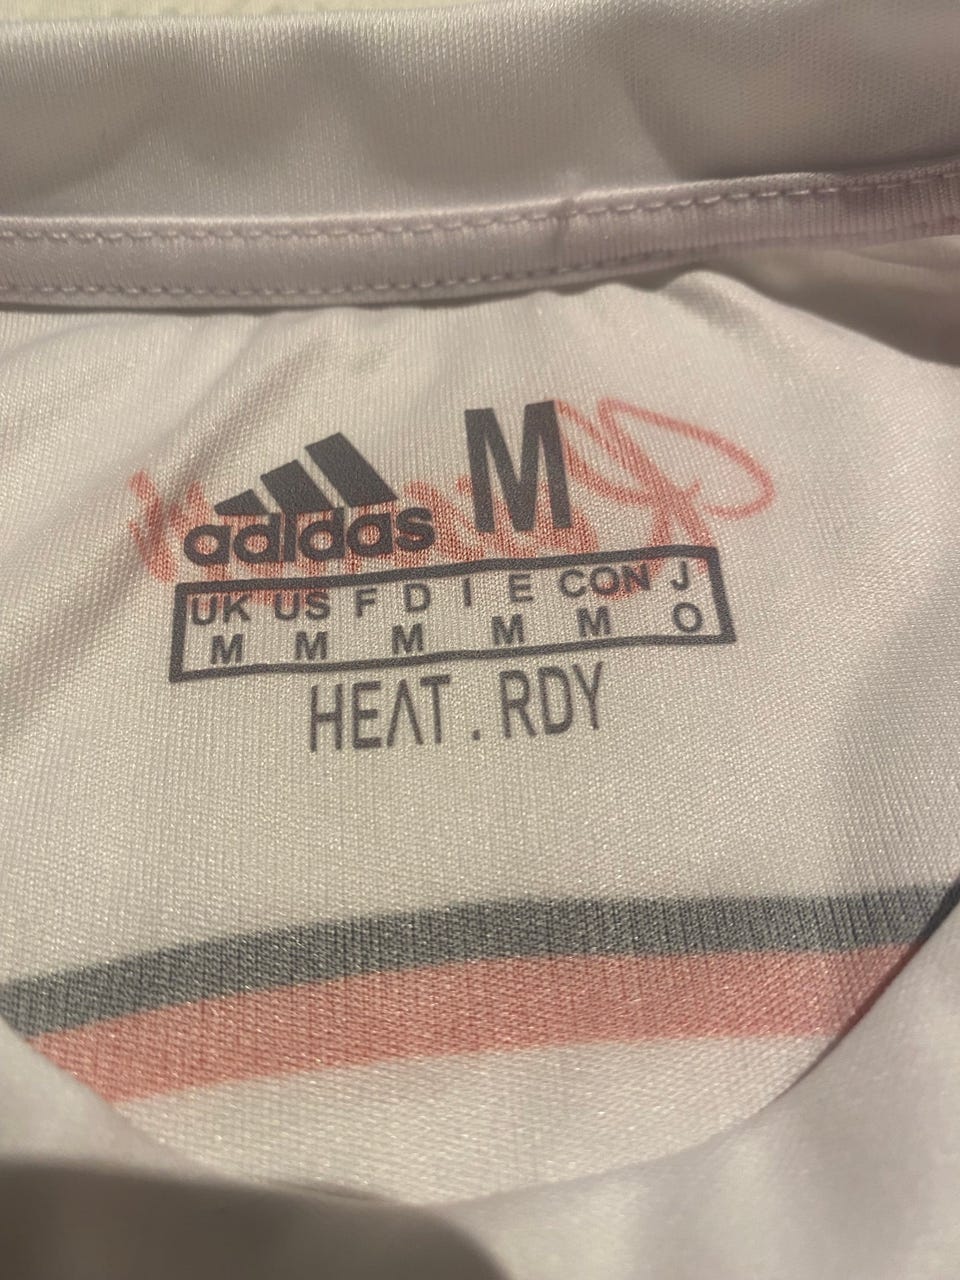 adidas M
UK US F D I E CON J
M M M M M O
HEAT . RDY